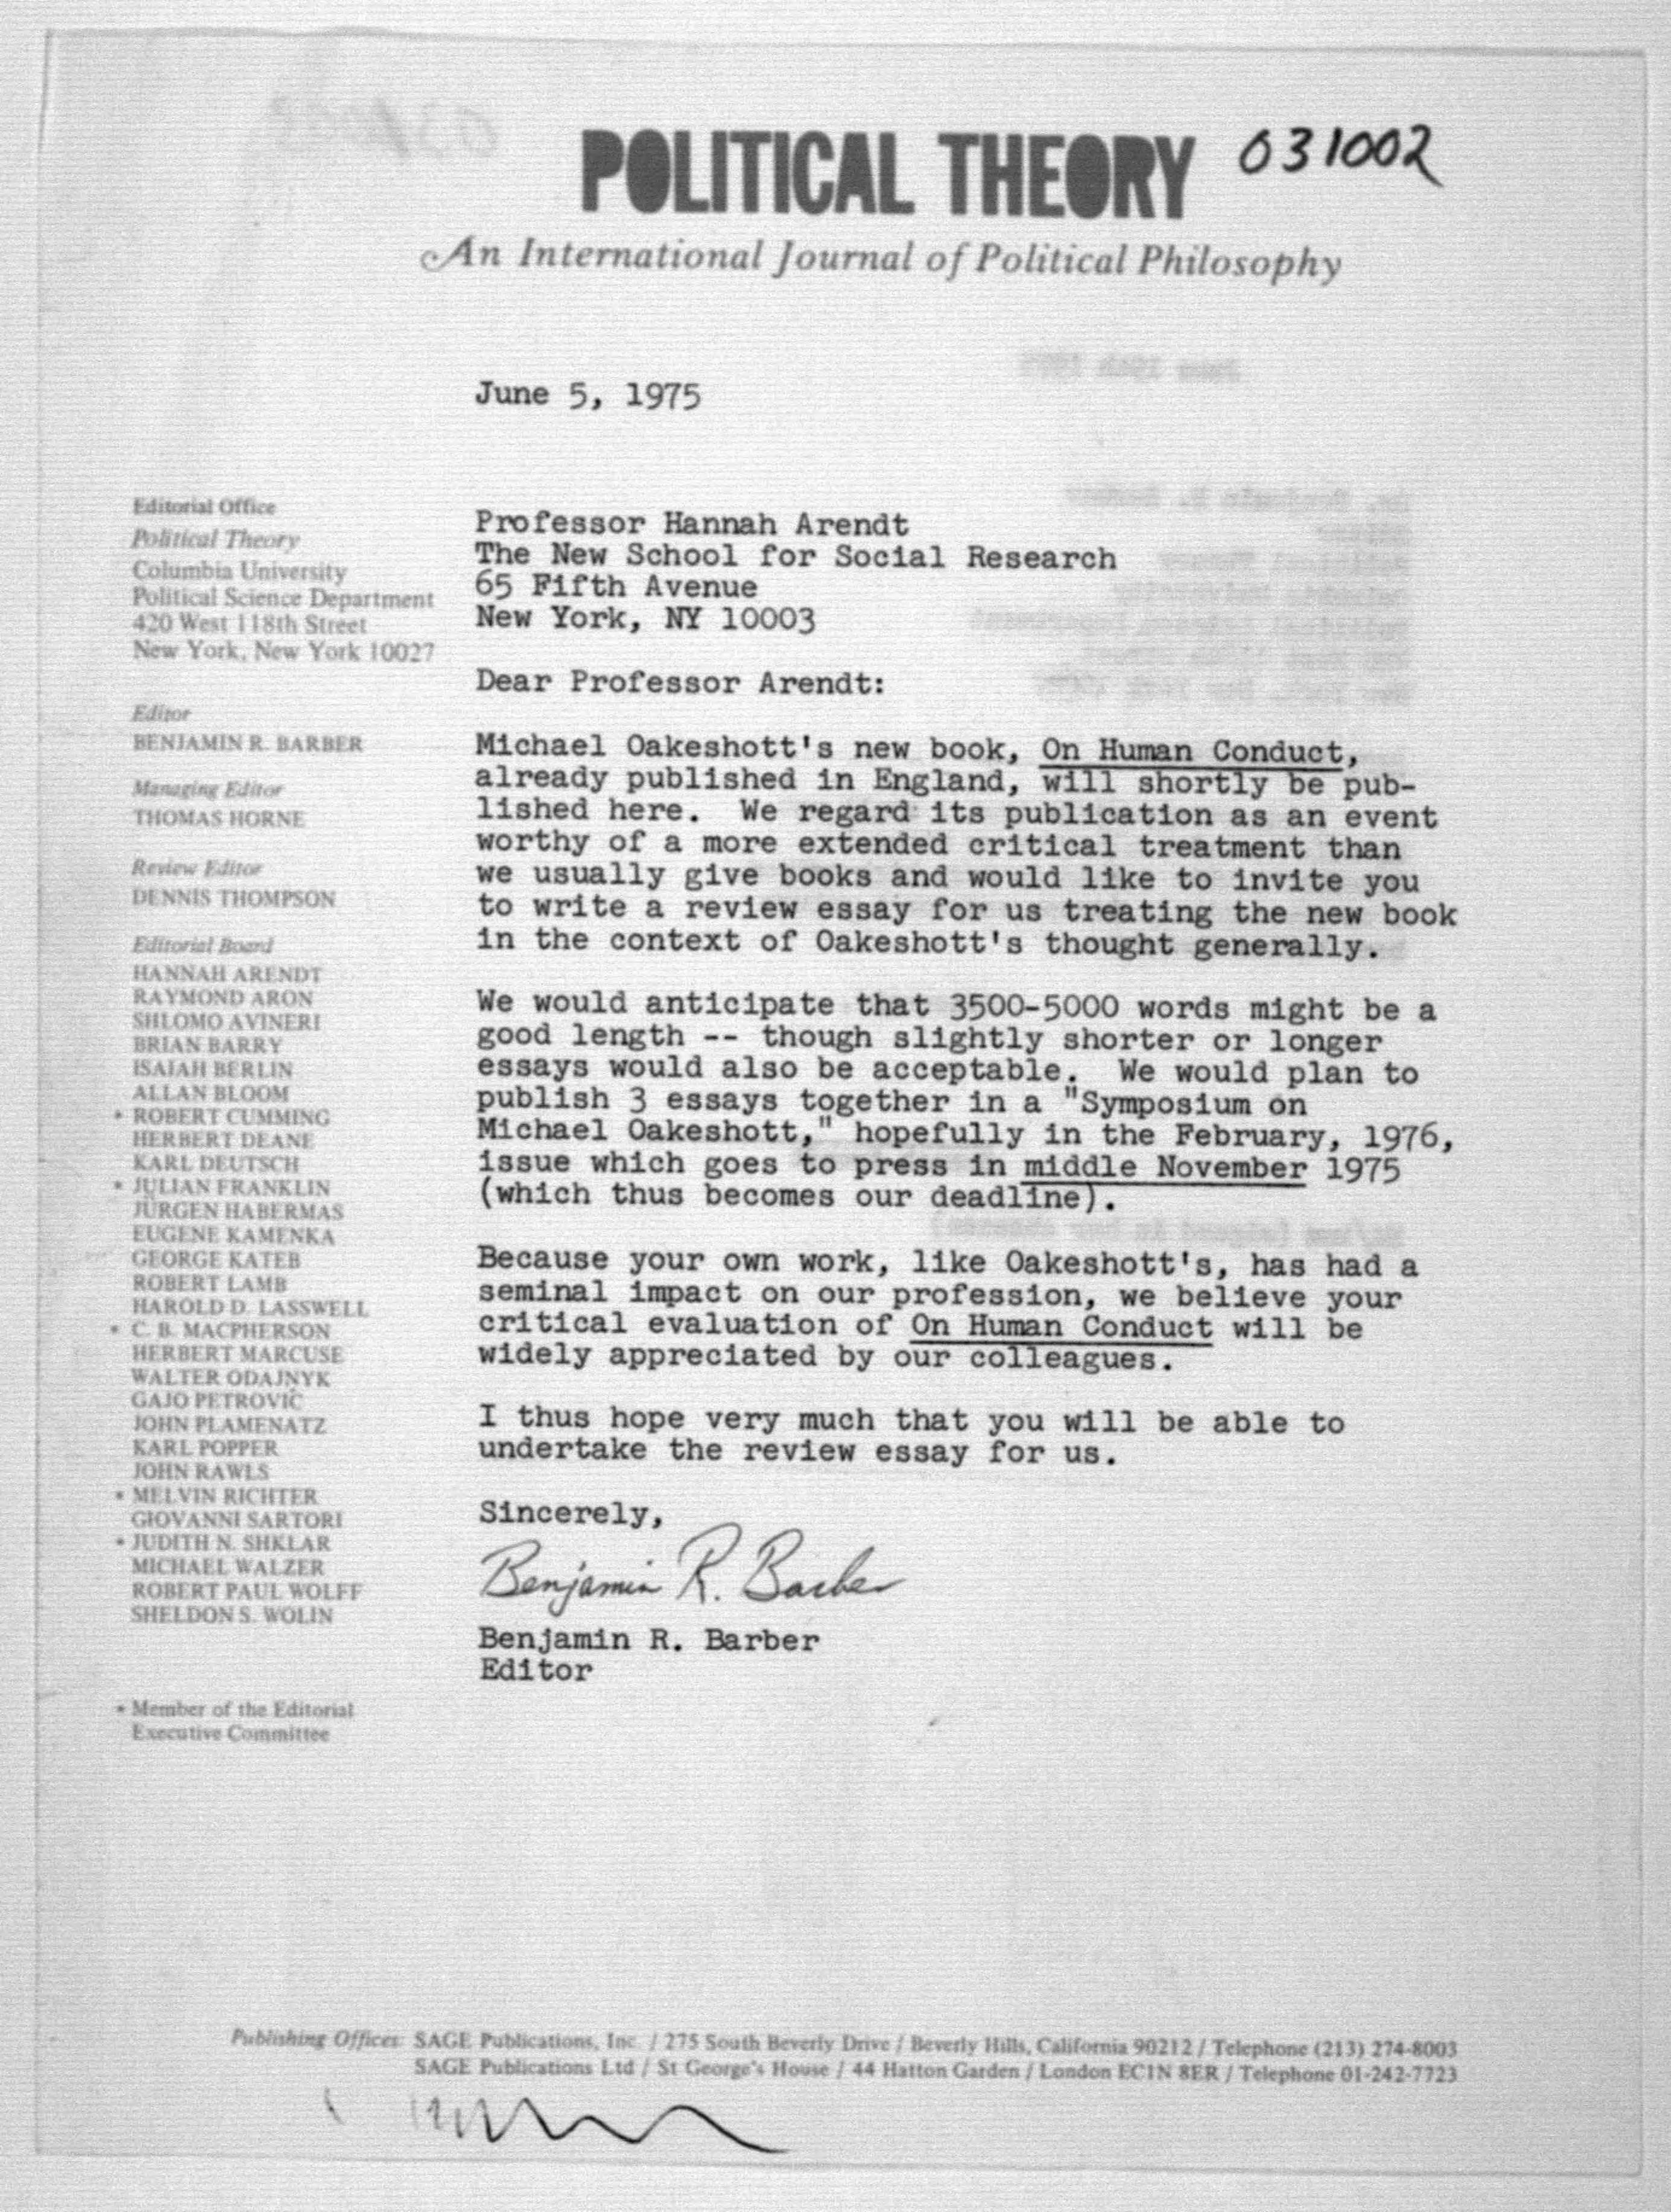 POLITICAL THEORY
031002
An International Journal of Political Philosophy
June 5, 1975
Editorial Office
Political Theory
Columbia University
Political Science Department
420 West 118th Street
New York, New York 10027
Editor
BENJAMIN R. BARBER
Managing Editor
THOMAS HORNE
Review Editor
DENNIS THOMPSON
Editorial Board
HANNAH ARENDT
RAYMOND ARON
SHLOMO AVINERI
BRIAN BARRY
ISAIAH BERLIN
ALLAN BLOOM
* ROBERT CUMMING
HERBERT DEANE
KARL DEUTSCH
* JULIAN FRANKLIN
JÜRGEN HABERMAS
EUGENE KAMENKA
GEORGE KATEB
ROBERT LAMB
HAROLD D. LASSWELL
* C. B. MACPHERSON
HERBERT MARCUSE
WALTER ODAJNYK
GAJO PETROVIČ
JOHN PLAMENATZ
KARL POPPER
JOHN RAWLS
* MELVIN RICHTER
GIOVANNI SARTORI
* JUDITH N. SHKLAR
MICHAEL WALZER
ROBERT PAUL WOLFF
SHELDON S. WOLIN
* Member of the Editorial
Executive Committee
Professor Hannah Arendt
The New School for Social Research
65 Fifth Avenue
New York, NY 10003
Dear Professor Arendt:
Michael Oakeshott's new book, On Human Conduct,
already published in England, will shortly be pub-
lished here. We regard its publication as an event
worthy of a more extended critical treatment than
we usually give books and would like to invite you
to write a review essay for us treating the new book
in the context of Oakeshott's thought generally.
We would anticipate that 3500-5000 words might be a
good length -- though slightly shorter or longer
essays would also be acceptable. We would plan to
publish 3 essays together in a "Symposium on
Michael Oakeshott," hopefully in the February, 1976,
issue which goes to press in middle November 1975
(which thus becomes our deadline).
Because your own work, like Oakeshott's, has had a
seminal impact on our profession, we believe your
critical evaluation of On Human Conduct will be
widely appreciated by our colleagues.
I thus hope very much that you will be able to
undertake the review essay for us.
Sincerely,
Benjamin R. Barber
Benjamin R. Barber
Editor
Publishing Offices: SAGE Publications, Inc. / 275 South Beverly Drive / Beverly Hills, California 90212 / Telephone (213) 274-8003
SAGE Publications Ltd / St George's House / 44 Hatton Garden / London EC1N 8ER / Telephone 01-242-7723